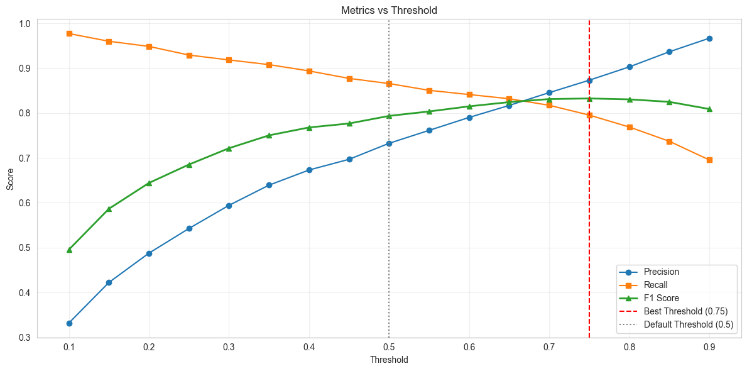 Metrics vs Threshold
1.0
0.9
0.8
0.7
0.6
0.5
0.4
0.3
Score
0.1 0.2 0.3 0.4 0.5 0.6 0.7 0.8 0.9
Threshold
Precision
Recall
F1 Score
Best Threshold (0.75)
Default Threshold (0.5)